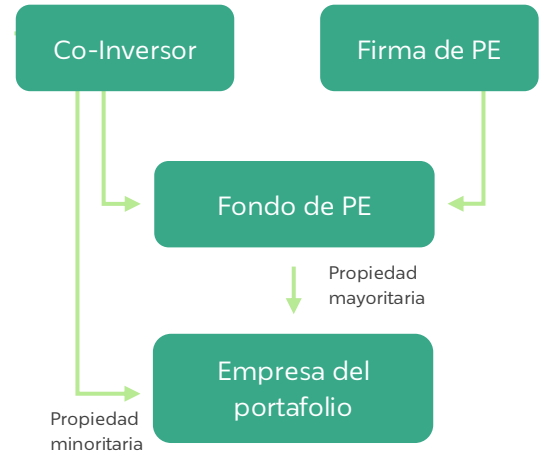 Co-Inversor
Firma de PE
Fondo de PE
Propiedad
mayoritaria
Empresa del
portafolio
Propiedad
minoritaria